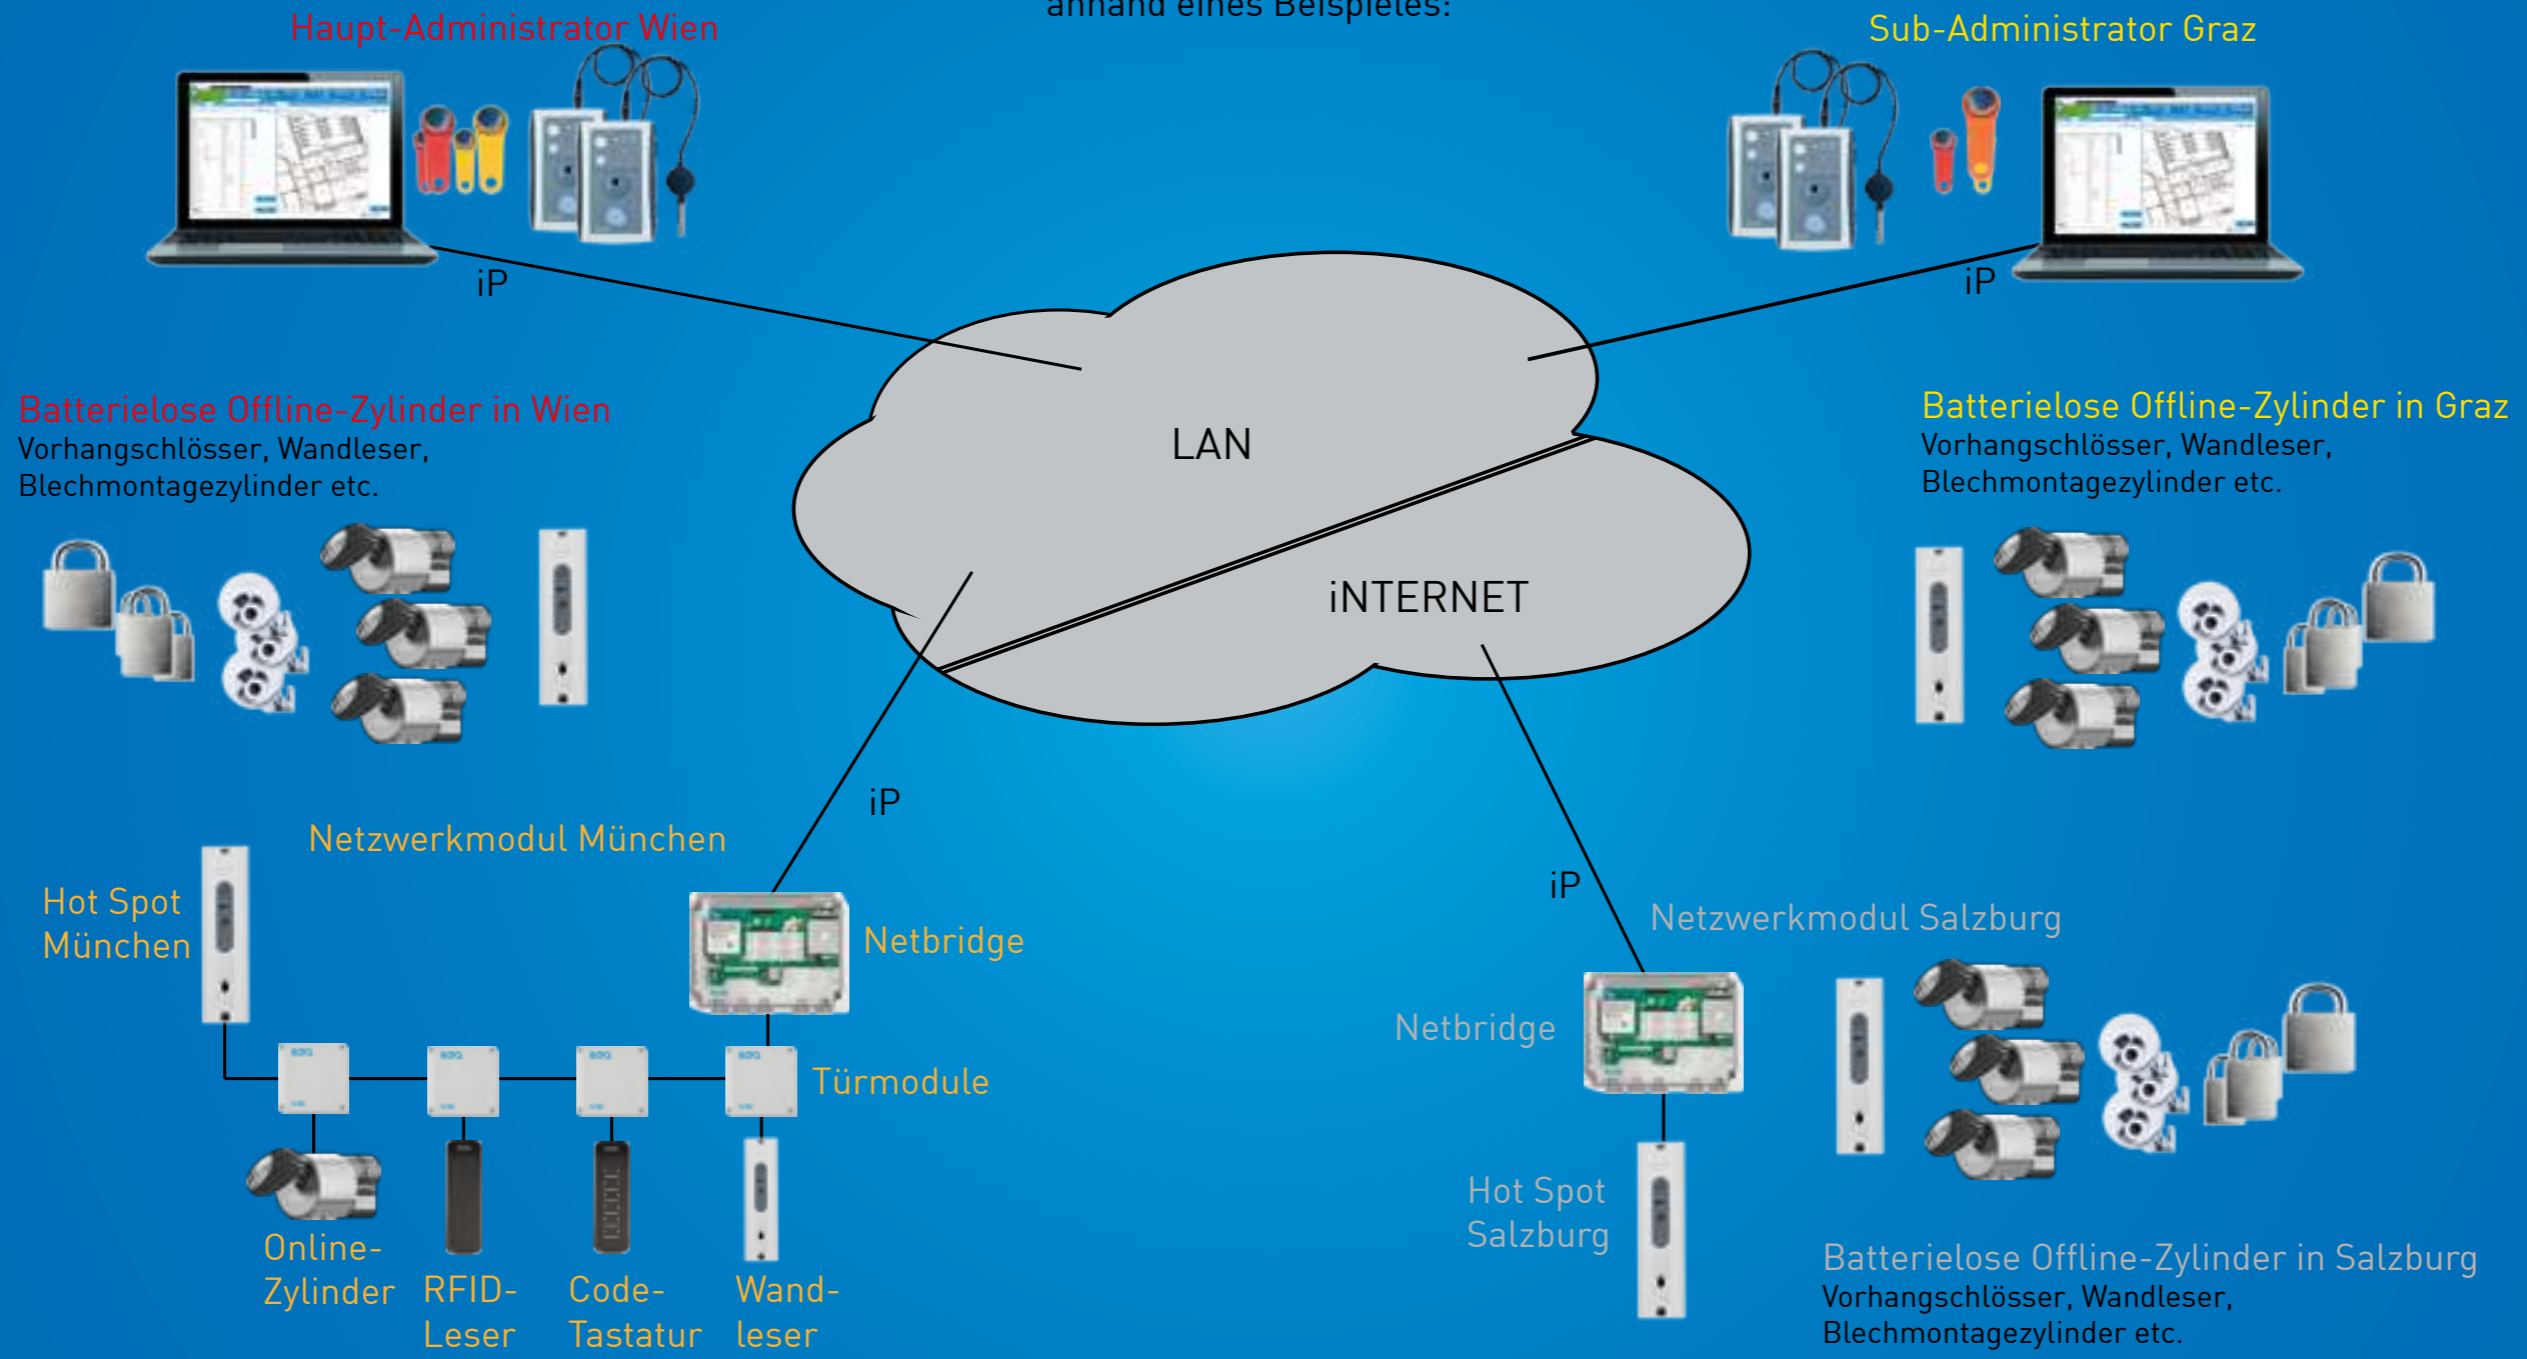 anhand eines Beispieles:
Haupt-Administrator Wien
Sub-Administrator Graz
iP
iP
Batterielose Offline-Zylinder in Wien
Vorhangschlösser, Wandleser,
Blechmontagezylinder etc.
LAN
iNTERNET
Batterielose Offline-Zylinder in Graz
Vorhangschlösser, Wandleser,
Blechmontagezylinder etc.
iP
iP
Netzwerkmodul München
Hot Spot
München
Netbridge
Türmodule
Online-
Zylinder
RFID-
Leser
Code-
Tastatur
Wand-
leser
Netzwerkmodul Salzburg
Netbridge
Hot Spot
Salzburg
Batterielose Offline-Zylinder in Salzburg
Vorhangschlösser, Wandleser,
Blechmontagezylinder etc.